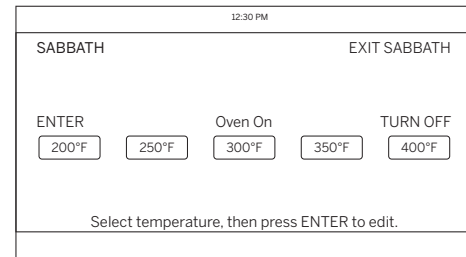 12:30 PM
SABBATH EXIT SABBATH
ENTER Oven On TURN OFF
200°F 250°F 300°F 350°F 400°F
Select temperature, then press ENTER to edit.